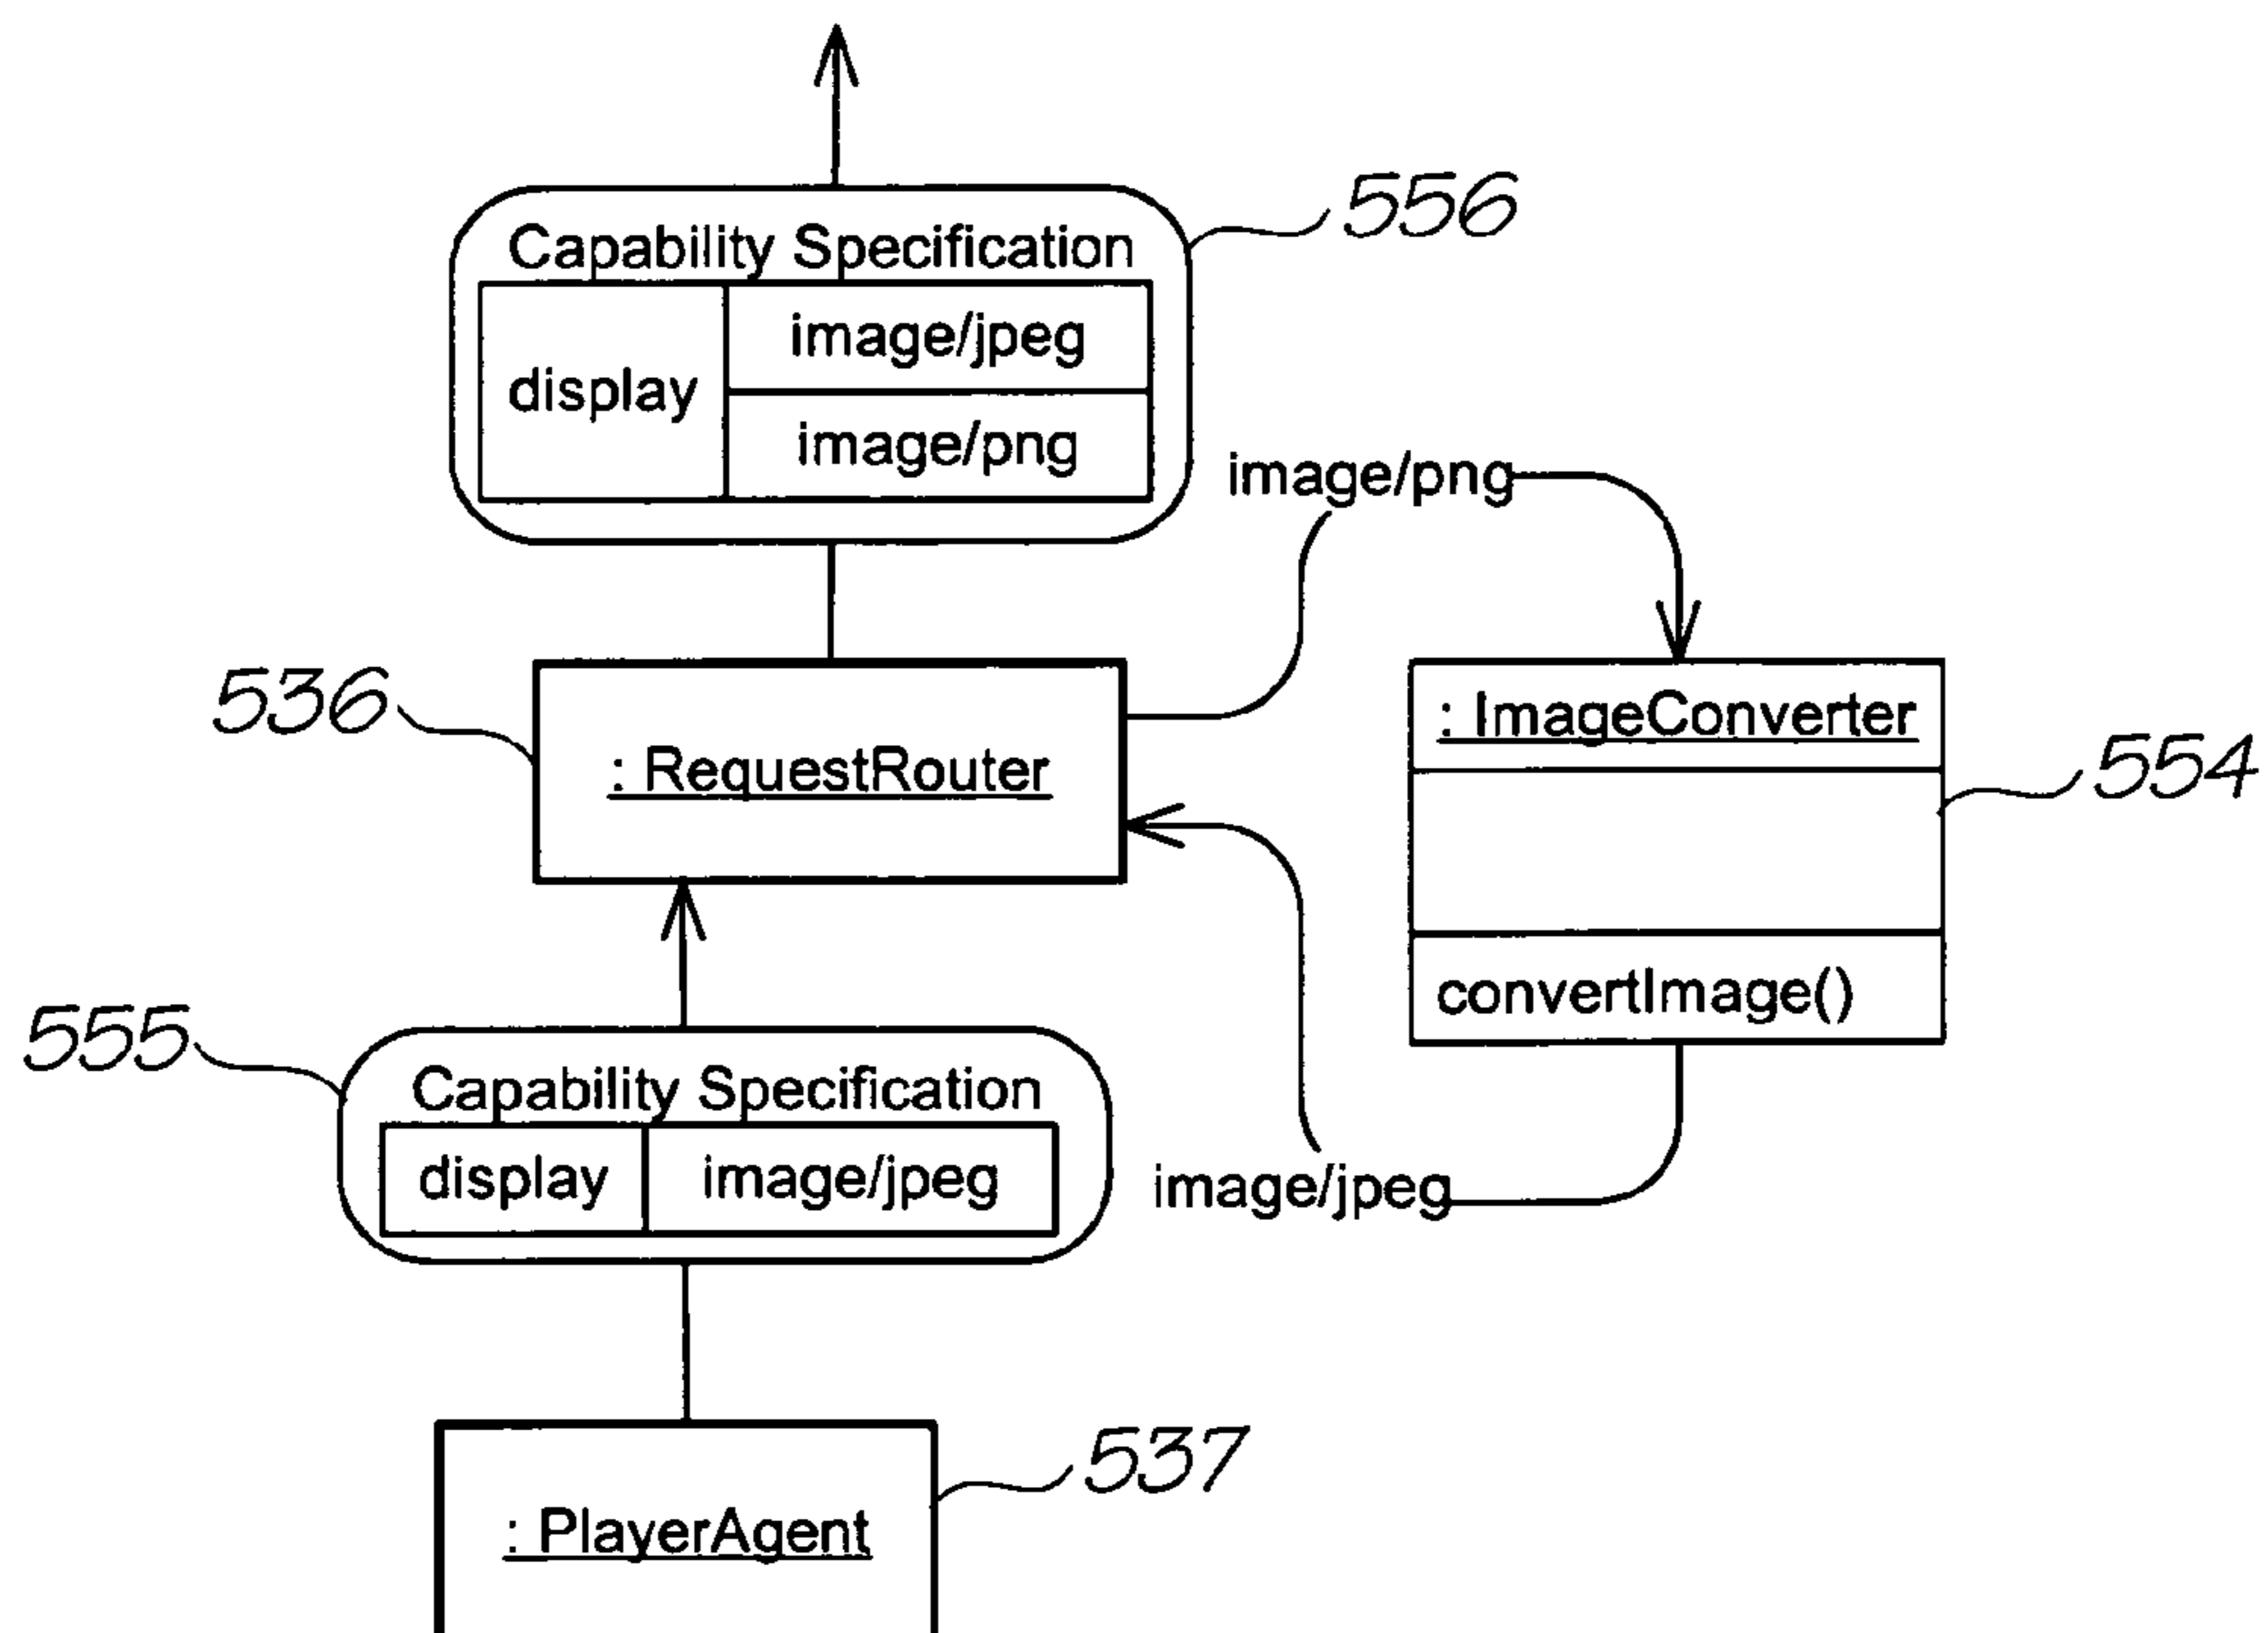 556
Capability Specification
display
image/jpeg
image/png
image/png
536
: RequestRouter
: ImageConverter
554
convertImage()
555
Capability Specification
display
image/jpeg
image/jpeg
537
: PlayerAgent